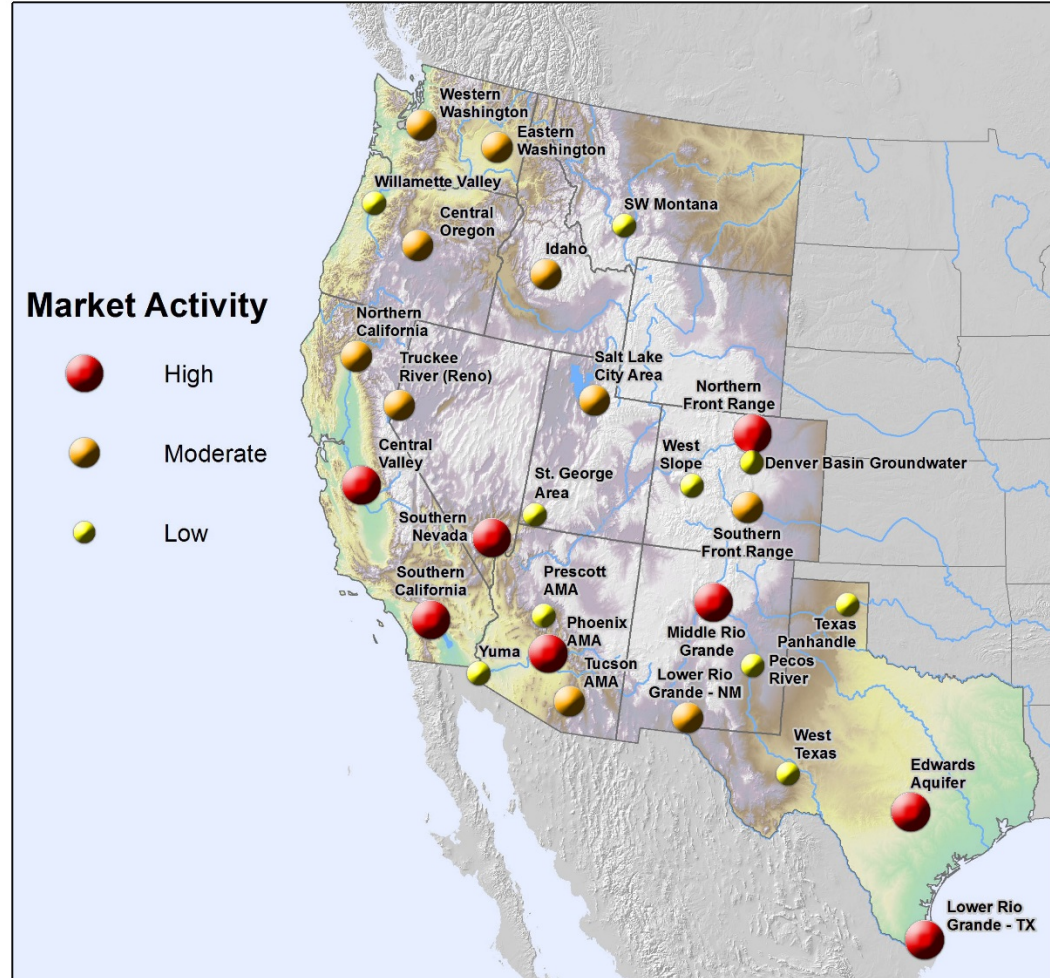 Western
Washington
Eastern
Washington
Willamette Valley
SW Montana
Central
Oregon
Idaho
Market Activity
High
Moderate
Low
Northern
California
Truckee
River (Reno)
Salt Lake
City Area
Northern
Front Range
Central
Valley
West
Slope
Denver Basin Groundwater
St. George
Area
Southern
Nevada
Southern
Front Range
Southern
California
Prescott
AMA
Phoenix
AMA
Middle Rio
Grande
Texas
Panhandle
Yuma
Tucson
AMA
Lower Rio
Grande - NM
Pecos
River
West
Texas
Edwards
Aquifer
Lower Rio
Grande - TX